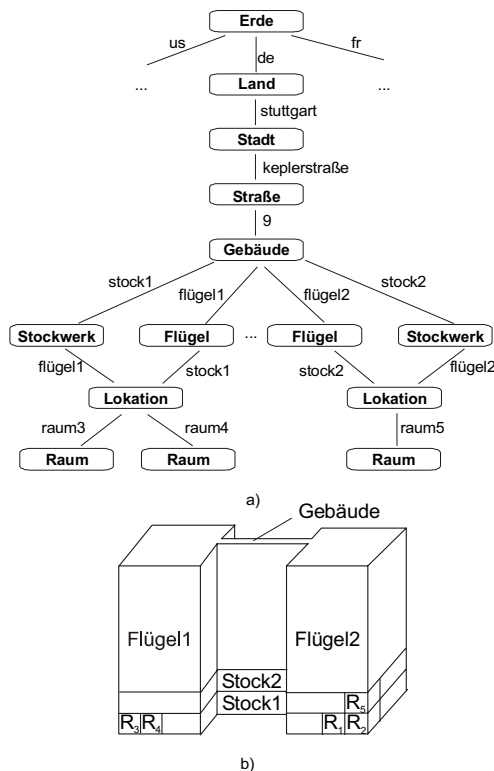 Erde
us de fr
... Land ...
stuttgart
Stadt
keplerstraße
Straße
9
Gebäude
stock1 flügel1 flügel2 stock2
Stockwerk Flügel ... Flügel Stockwerk
flügel1 stock1 stock2 flügel2
Lokation Lokation
raum3 raum4 raum5
Raum Raum Raum
a)
Gebäude
Flügel1 Flügel2
Stock2
Stock1 R5
R3 R4 R1 R2
b)